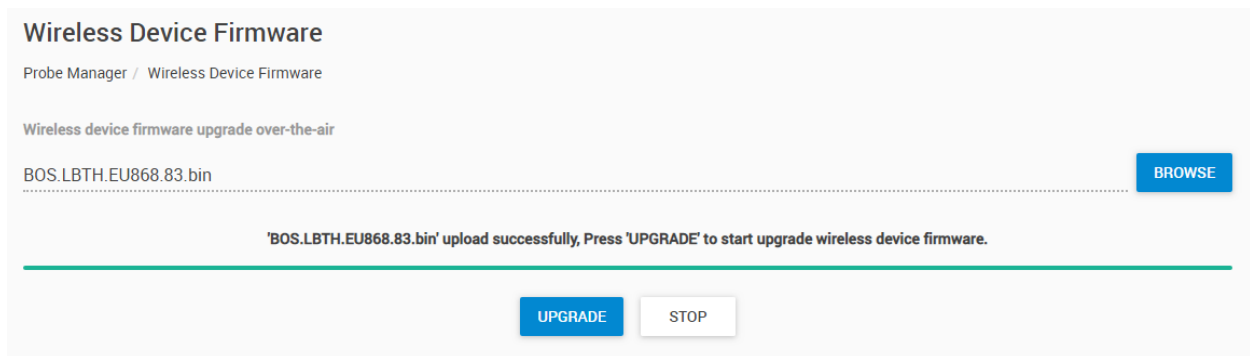 Wireless Device Firmware
Probe Manager / Wireless Device Firmware
Wireless device firmware upgrade over-the-air
BOS.LBTH.EU868.83.bin
BROWSE
'BOS.LBTH.EU868.83.bin' upload successfully, Press 'UPGRADE' to start upgrade wireless device firmware.
UPGRADE STOP